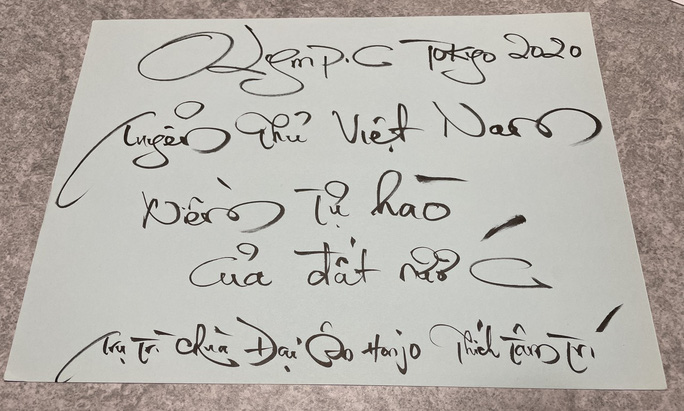 Olympic Tokyo 2020
Tuyển Thủ Việt Nam
Niềm Tự hào
của đất nước
Trụ Trì chùa Đại Ân Honjo Thích Tâm Trí